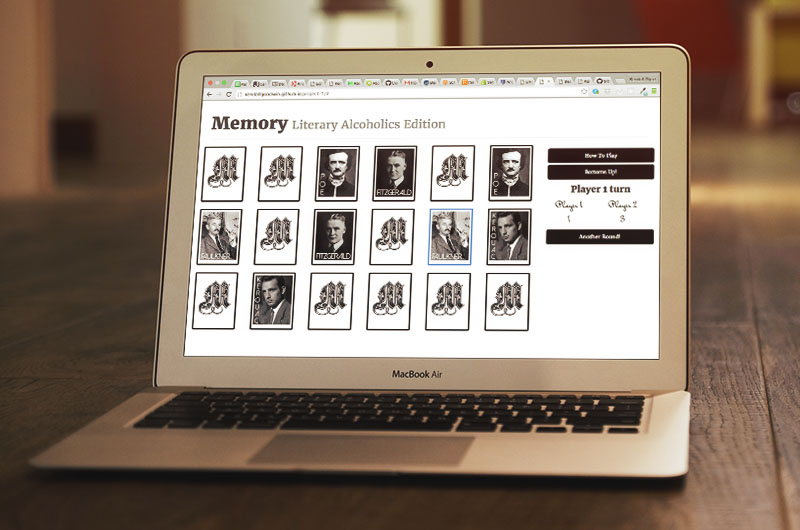 Memory Literary Alcoholics Edition
M M POE FITZGERALD M POE
FAULKNER M FITZGERALD M FAULKNER KEROUAC
M KEROUAC M M M M
How To Play
Bottoms Up!
Player 1 turn
Player 1 Player 2
1 3
Another Round!
MacBook Air